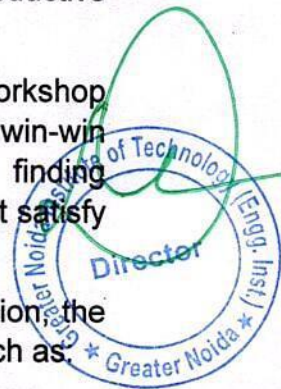 orkshop
win-win
finding
t satisfy
ion, the
ch as:
Greater Noida Institute of Technology (Engg. Inst.)
Director
★ Greater Noida ★